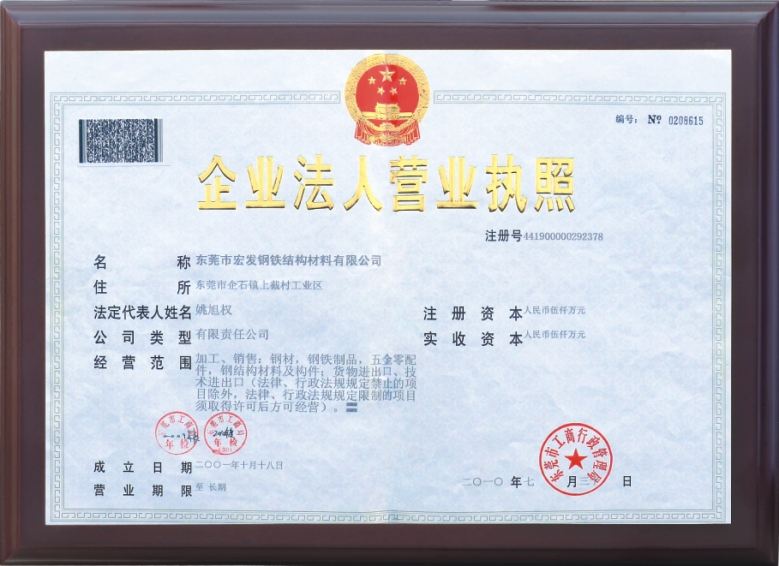 编号: № 0208615
企业法人营业执照
注册号441900000292378
名称 东莞市宏发钢铁结构材料有限公司
住所 东莞市企石镇上截村工业区
法定代表人姓名 姚旭权
注册资本 人民币伍仟万元
公司类型 有限责任公司
实收资本 人民币伍仟万元
经营范围 加工、销售:钢材,钢铁制品,五金零配
件,钢结构材料及构件;货物进出口、技
术进出口(法律、行政法规规定禁止的项
目除外,法律、行政法规规定限制的项目
须取得许可后方可经营)。
年检
年检
东莞市工商行政管理局
成立日期 二〇〇一年十月十八日
二〇一〇年七月三日
营业期限 至 长期